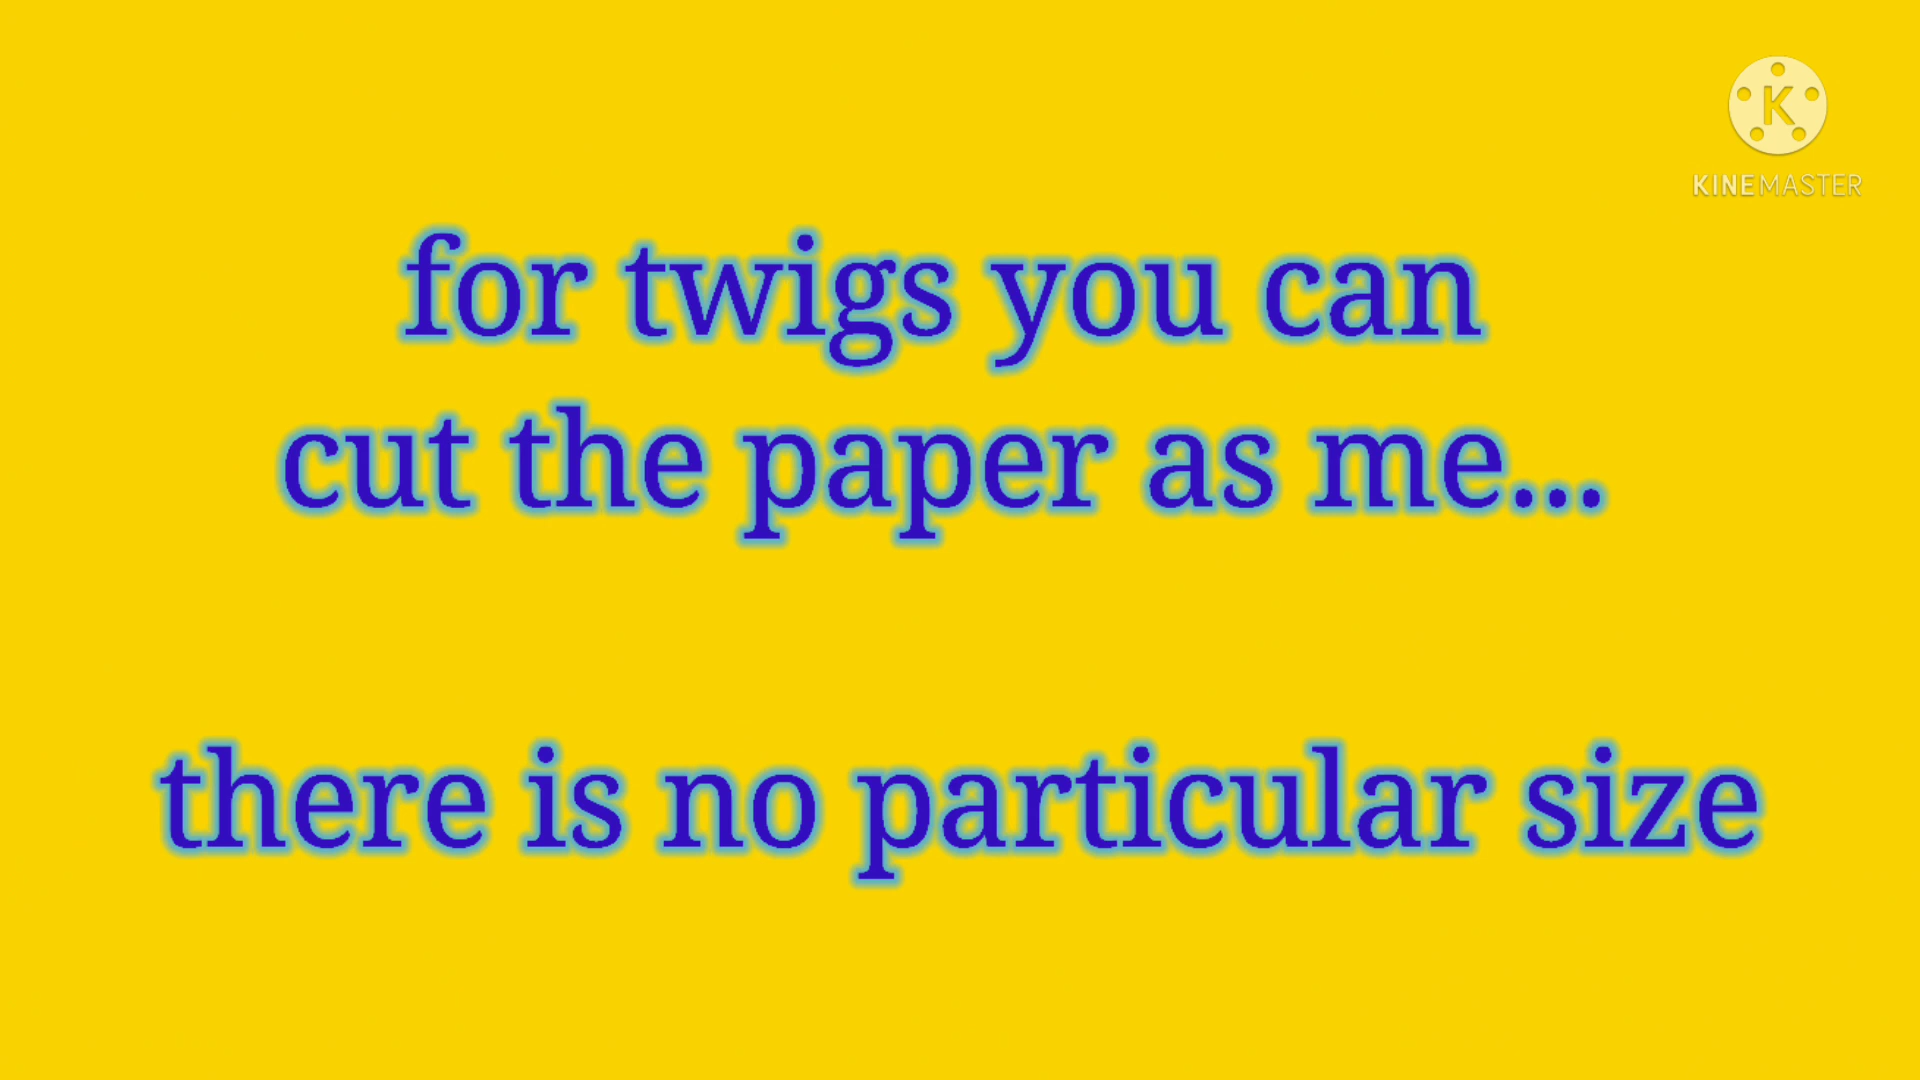 K
KINEMASTER
for twigs you can
cut the paper as me...
there is no particular size